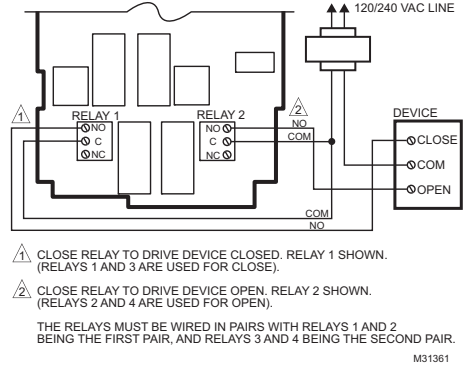 120/240 VAC LINE
1
2
RELAY 1
RELAY 2
DEVICE
NO
NO
NO
CLOSE
C
C
COM
NC
NC
COM
OPEN
COM
NO
1 CLOSE RELAY TO DRIVE DEVICE CLOSED. RELAY 1 SHOWN.
(RELAYS 1 AND 3 ARE USED FOR CLOSE).
2 CLOSE RELAY TO DRIVE DEVICE OPEN. RELAY 2 SHOWN.
(RELAYS 2 AND 4 ARE USED FOR OPEN).
THE RELAYS MUST BE WIRED IN PAIRS WITH RELAYS 1 AND 2
BEING THE FIRST PAIR, AND RELAYS 3 AND 4 BEING THE SECOND PAIR.
M31361